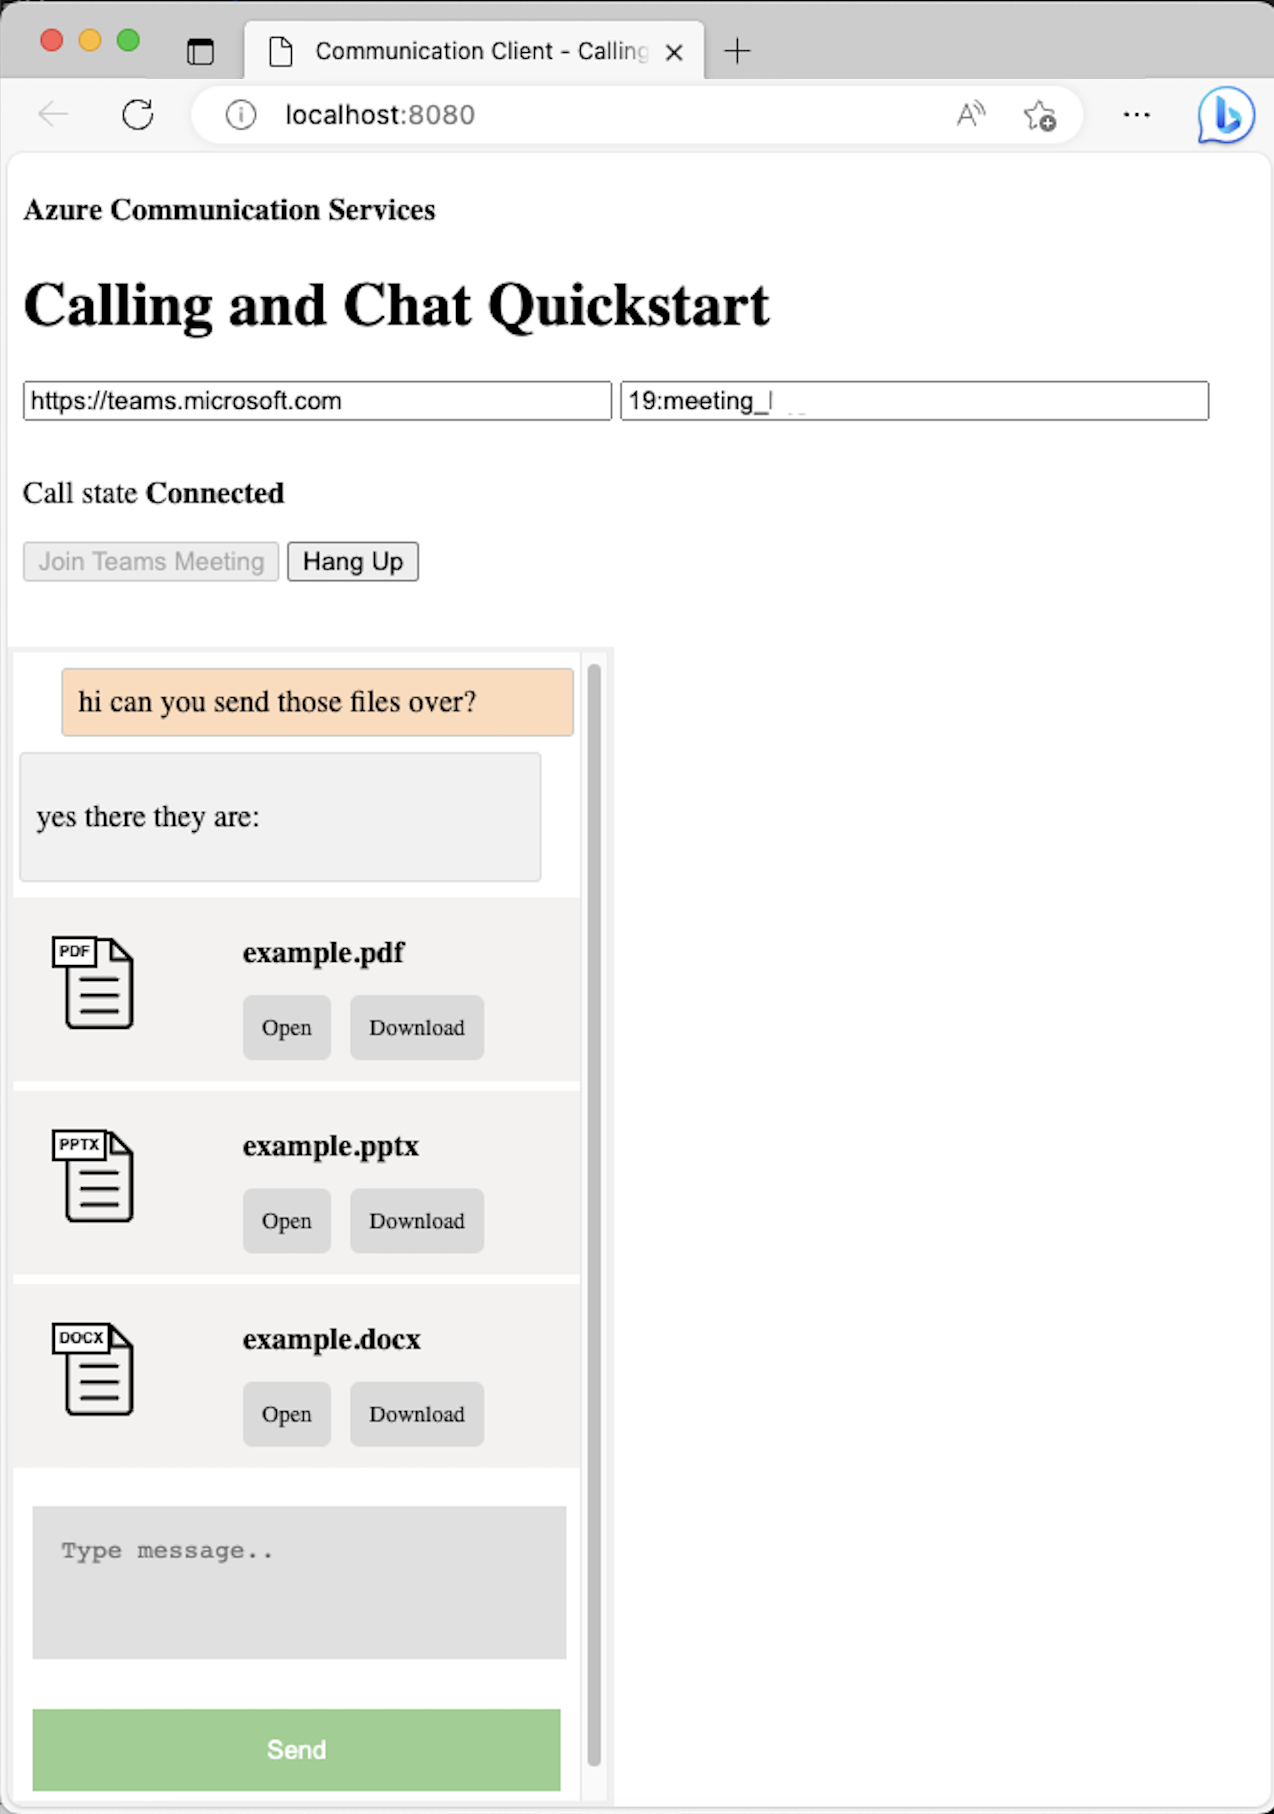 Communication Client - Calling
localhost:8080
Azure Communication Services
Calling and Chat Quickstart
https://teams.microsoft.com 19:meeting_
Call state Connected
Join Teams Meeting Hang Up
hi can you send those files over?
yes there they are:
PDF example.pdf
Open Download
PPTX example.pptx
Open Download
DOCX example.docx
Open Download
Type message..
Send